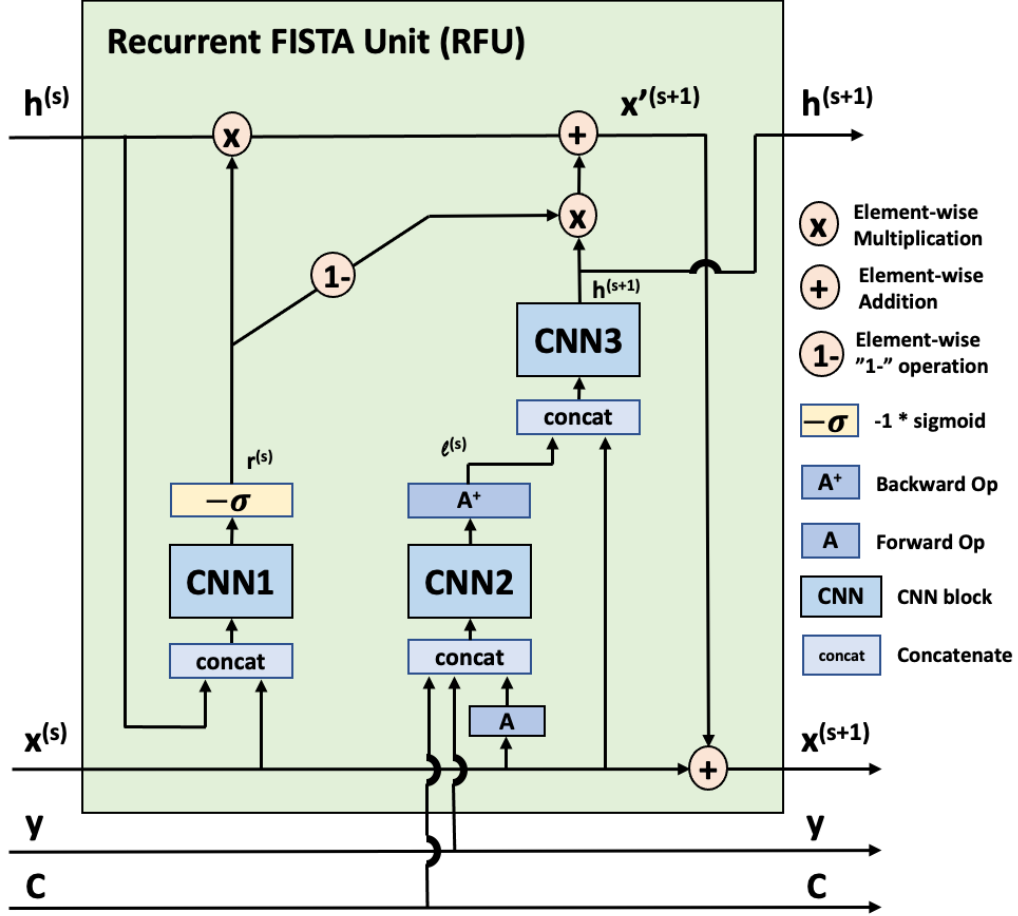 Recurrent FISTA Unit (RFU)
h(s)
x'(s+1)
h(s+1)
x
+
x
1-
h(s+1)
CNN3
concat
r(s)
ℓ(s)
−σ
A+
CNN1
CNN2
concat
concat
A
x(s)
x(s+1)
+
y
y
C
C
x
Element-wise
Multiplication
+
Element-wise
Addition
1-
Element-wise
”1-” operation
−σ
-1 * sigmoid
A+
Backward Op
A
Forward Op
CNN
CNN block
concat
Concatenate